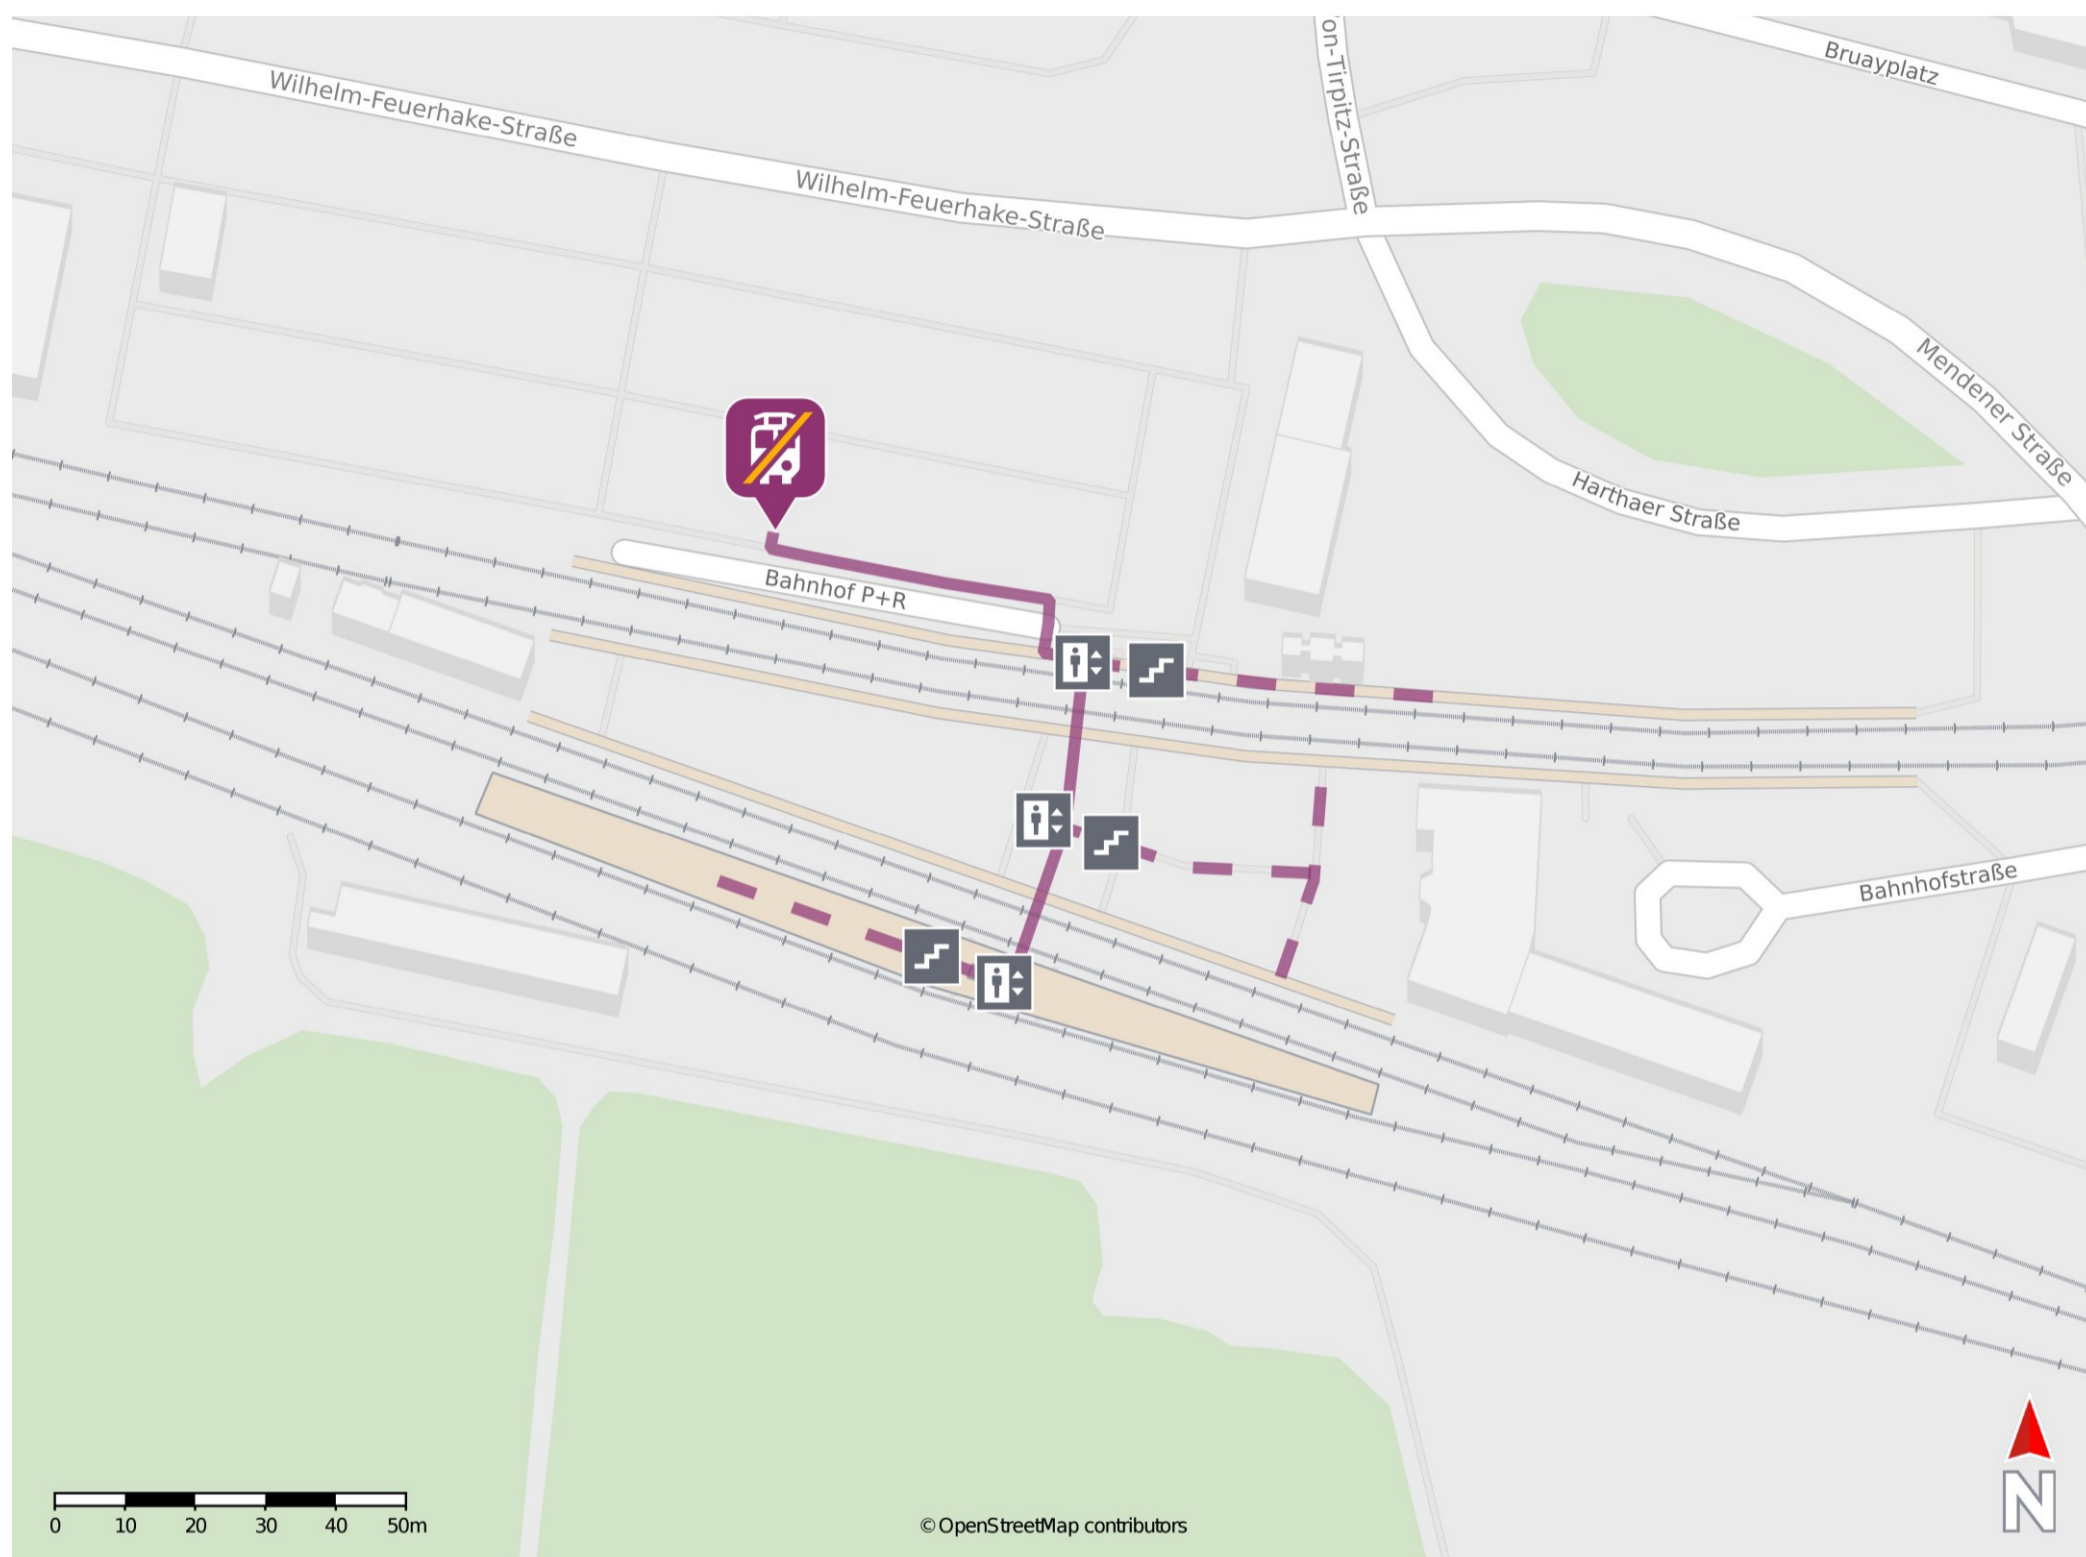 Bruayplatz
on-Tirpitz-Straße
Wilhelm-Feuerhake-Straße
Wilhelm-Feuerhake-Straße
Mendener Straße
Harthaer Straße
Bahnhof P+R
Bahnhofstraße
N
0 10 20 30 40 50m
© OpenStreetMap contributors